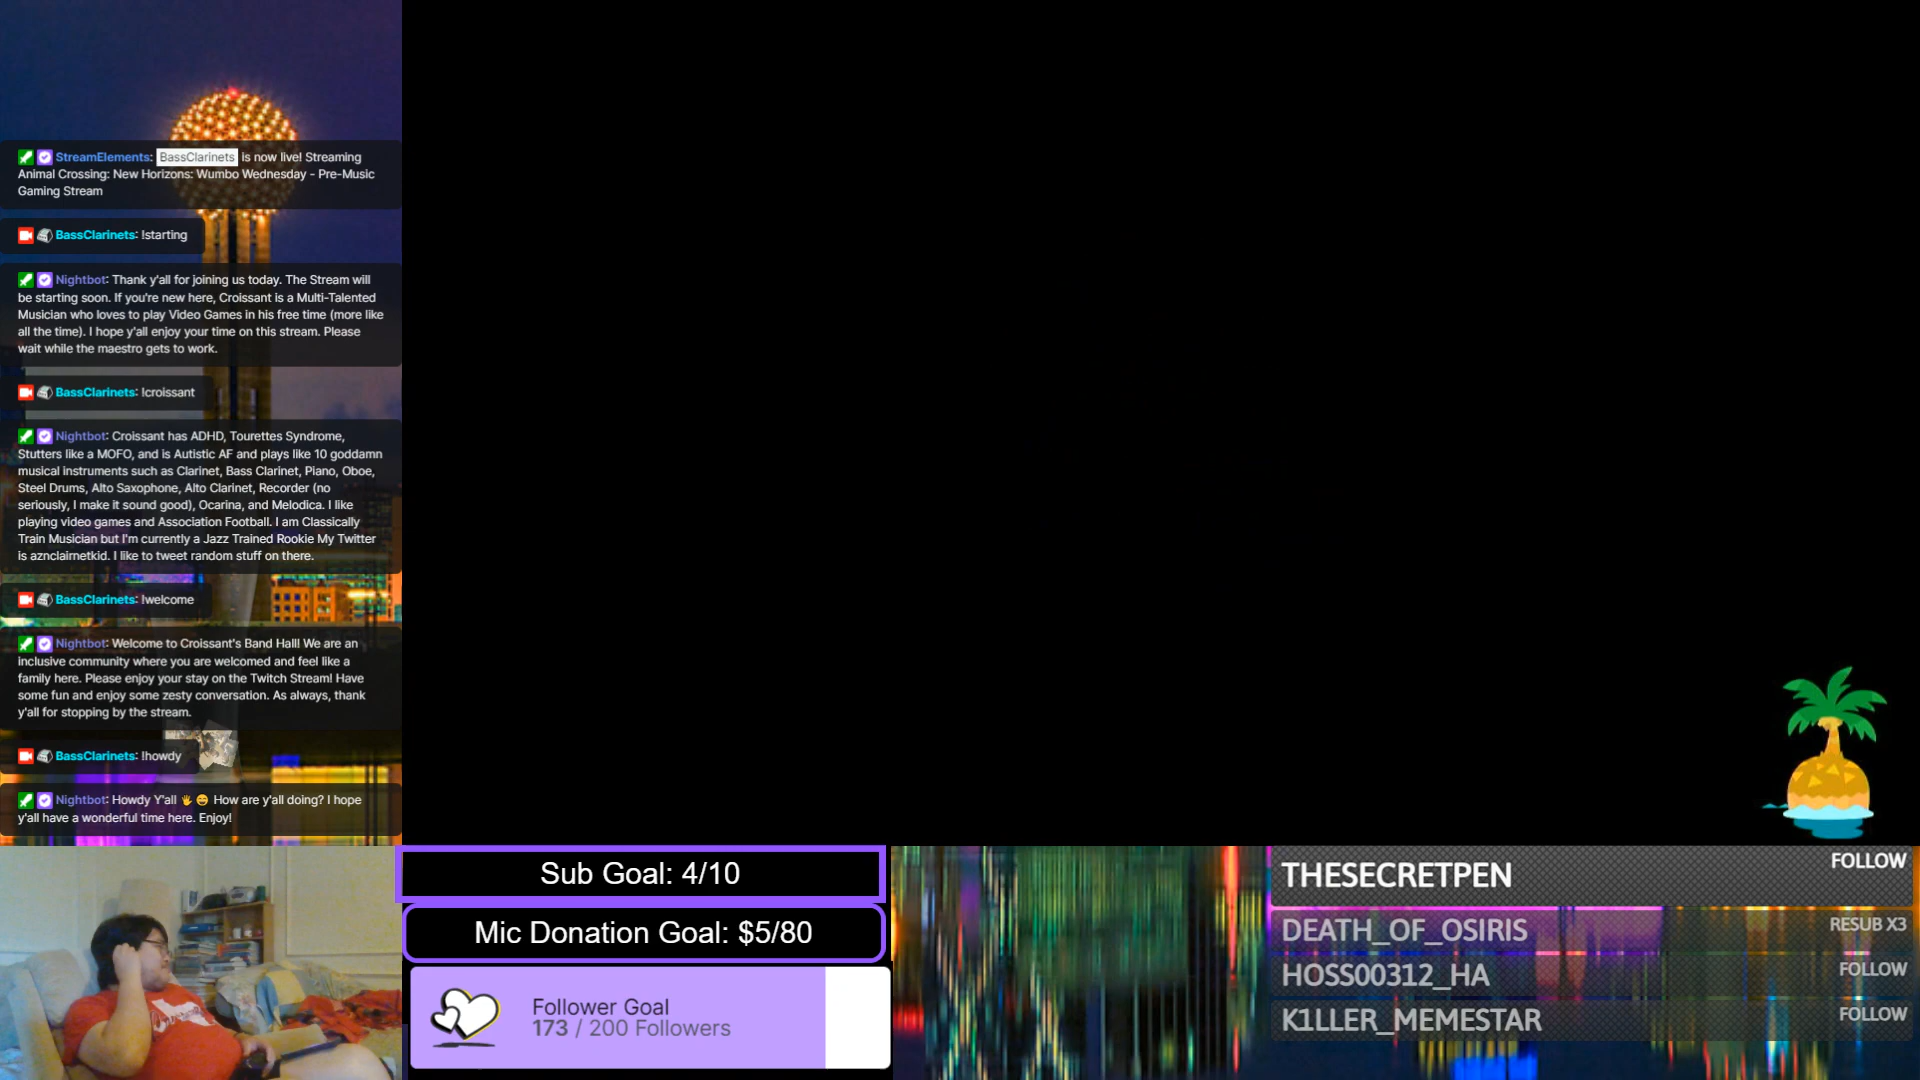 StreamElements: BassClarinets is now live! Streaming
Animal Crossing: New Horizons: Wumbo Wednesday - Pre-Music
Gaming Stream
BassClarinets: !starting
Nightbot: Thank y'all for joining us today. The Stream will
be starting soon. If you're new here, Croissant is a Multi-Talented
Musician who loves to play Video Games in his free time (more like
all the time). I hope y'all enjoy your time on this stream. Please
wait while the maestro gets to work.
BassClarinets: !croissant
Nightbot: Croissant has ADHD, Tourettes Syndrome,
Stutters like a MOFO, and is Autistic AF and plays like 10 goddamn
musical instruments such as Clarinet, Bass Clarinet, Piano, Oboe,
Steel Drums, Alto Saxophone, Alto Clarinet, Recorder (no
seriously, I make it sound good), Ocarina, and Melodica. I like
playing video games and Association Football. I am Classically
Train Musician but I'm currently a Jazz Trained Rookie My Twitter
is aznclairnetkid. I like to tweet random stuff on there.
BassClarinets: !welcome
Nightbot: Welcome to Croissant's Band Hall! We are an
inclusive community where you are welcomed and feel like a
family here. Please enjoy your stay on the Twitch Stream! Have
some fun and enjoy some zesty conversation. As always, thank
y'all for stopping by the stream.
BassClarinets: !howdy
Nightbot: Howdy Y'all 🖐 😄 How are y'all doing? I hope
y'all have a wonderful time here. Enjoy!
Sub Goal: 4/10
Mic Donation Goal: $5/80
Follower Goal
173 / 200 Followers
THESECRETPEN FOLLOW
DEATH_OF_OSIRIS RESUB X3
HOSS00312_HA FOLLOW
K1LLER_MEMESTAR FOLLOW